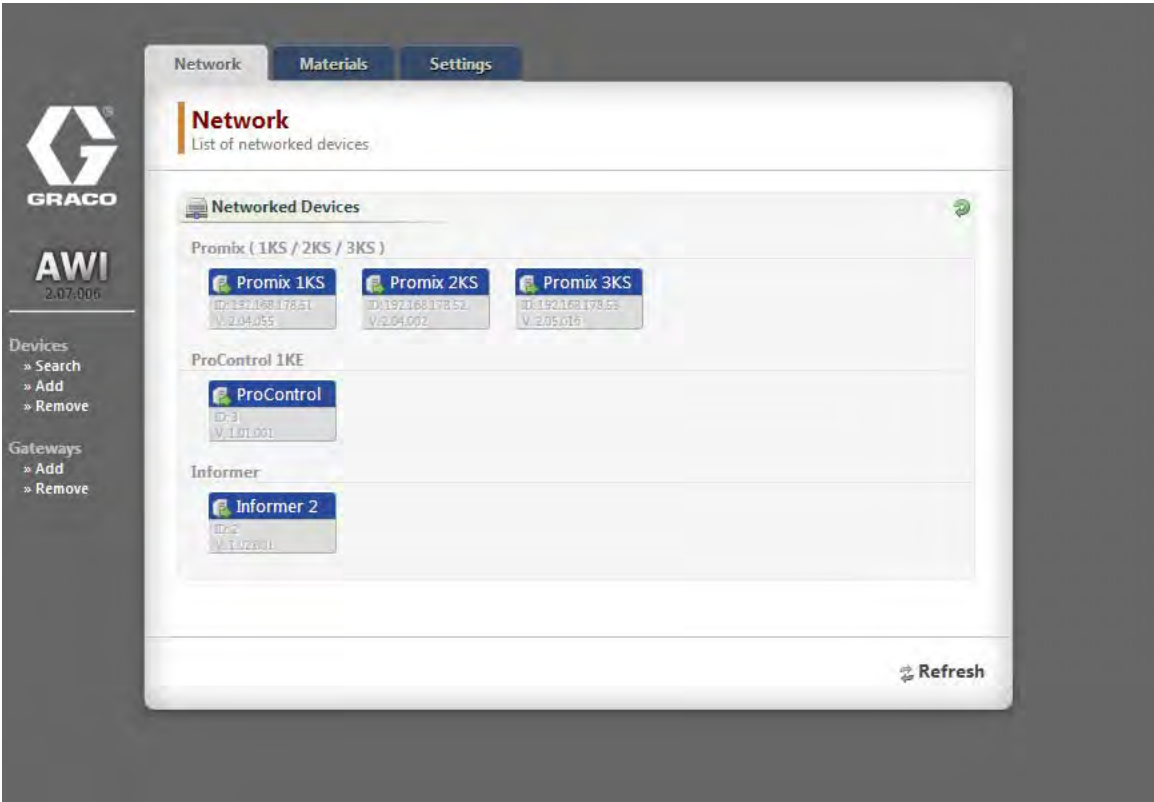 Network Materials Settings
Network
List of networked devices
®
GRACO
AWI
2.07.006
Devices
» Search
» Add
» Remove
Gateways
» Add
» Remove
Networked Devices
Promix ( 1KS / 2KS / 3KS )
Promix 1KS Promix 2KS Promix 3KS
ID: 192.168.178.51 ID: 192.168.178.52 ID: 192.168.178.53
V: 2.04.055 V: 2.04.002 V: 2.05.016
ProControl 1KE
ProControl
ID: 3
V: 1.01.001
Informer
Informer 2
ID: 2
Refresh